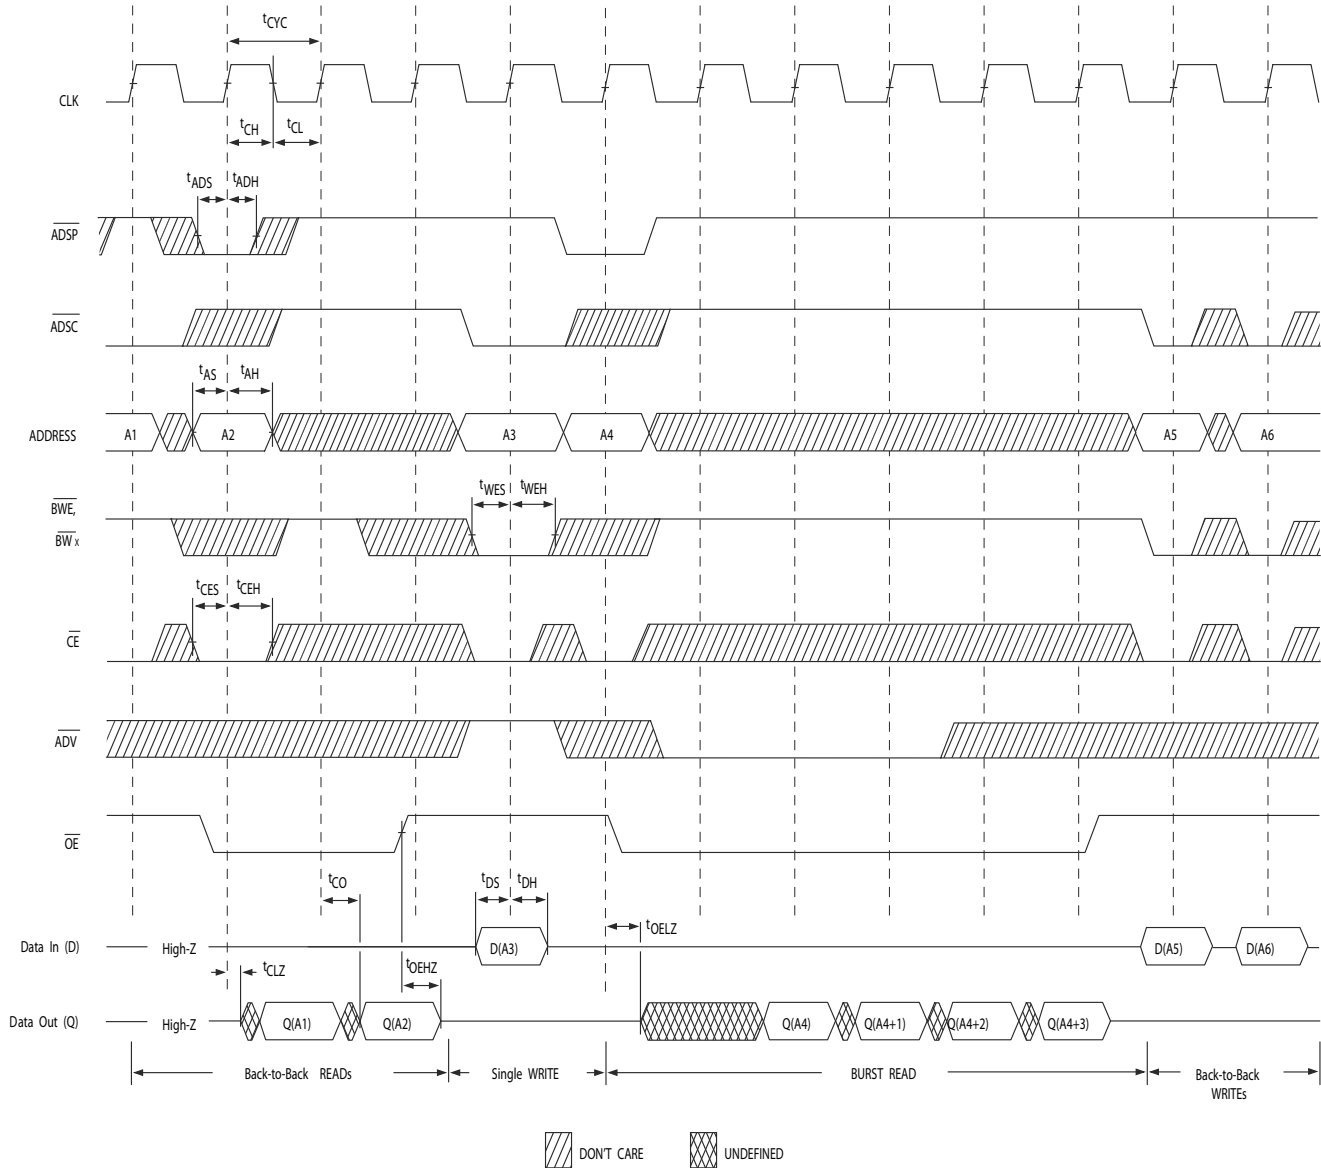 tCYC
CLK
tCH tCL
tADS tADH
ADSP
ADSC
tAS tAH
ADDRESS A1 A2 A3 A4 A5 A6
tWES tWEH
BWE,
BW x
tCES tCEH
CE
ADV
OE
tCO tDS tDH
tOELZ
Data In (D) High-Z D(A3) D(A5) D(A6)
tCLZ tOEHZ
Data Out (Q) High-Z Q(A1) Q(A2) Q(A4) Q(A4+1) Q(A4+2) Q(A4+3)
Back-to-Back READs Single WRITE BURST READ Back-to-Back
WRITEs
DON'T CARE UNDEFINED